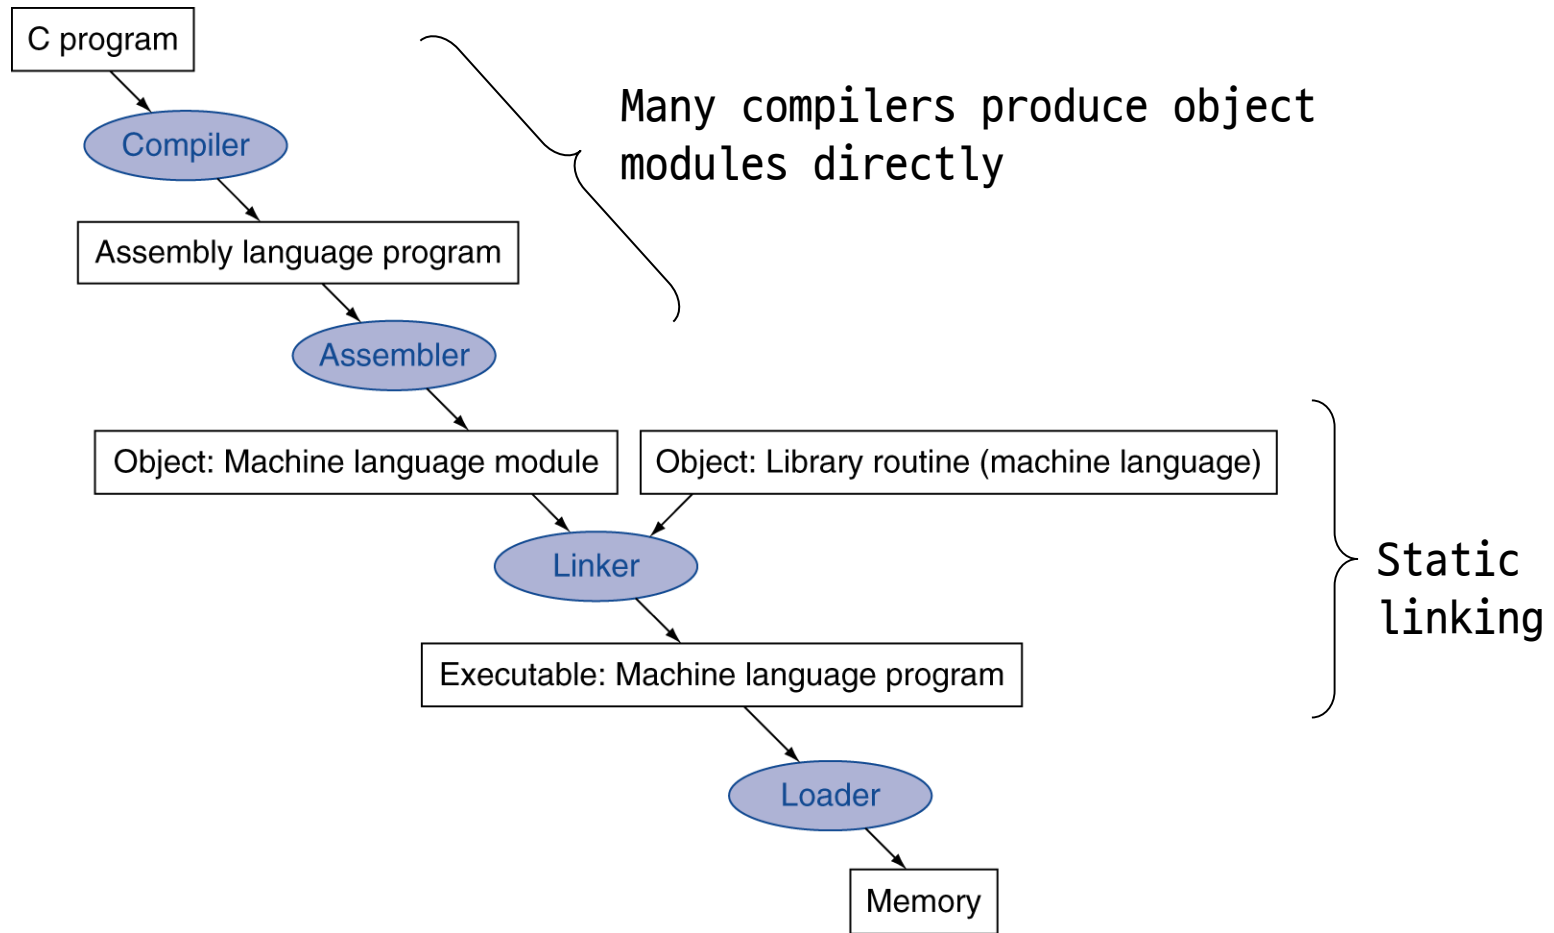 C program
Many compilers produce object
modules directly
Compiler
Assembly language program
Assembler
Object: Machine language module
Object: Library routine (machine language)
Linker
Static
linking
Executable: Machine language program
Loader
Memory